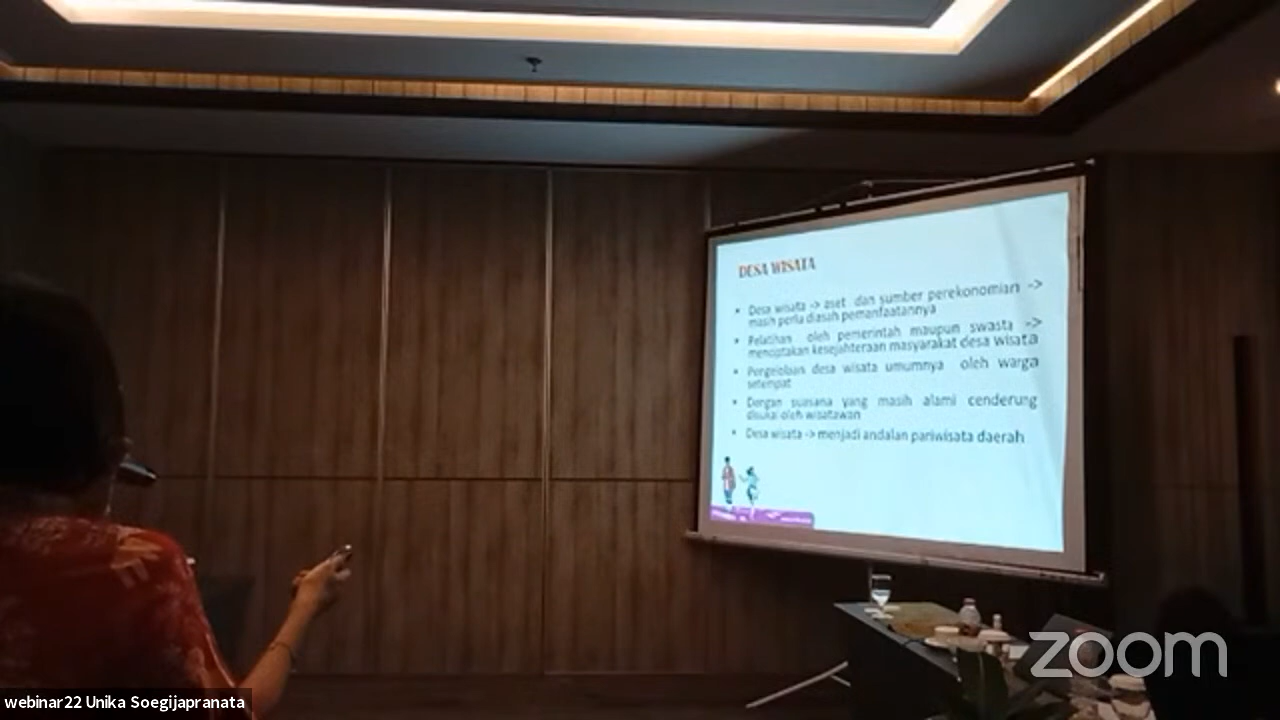 DESA WISATA
• Desa wisata -> aset dan sumber perekonomian ->
masih perlu diasah pemanfaatannya
• Pelatihan oleh pemerintah maupun swasta ->
menciptakan kesejahteraan masyarakat desa wisata
• Pengelolaan desa wisata umumnya oleh warga
setempat
• Dengan suasana yang masih alami cenderung
disukai oleh wisatawan
• Desa wisata -> menjadi andalan pariwisata daerah
zoom
webinar22 Unika Soegijapranata